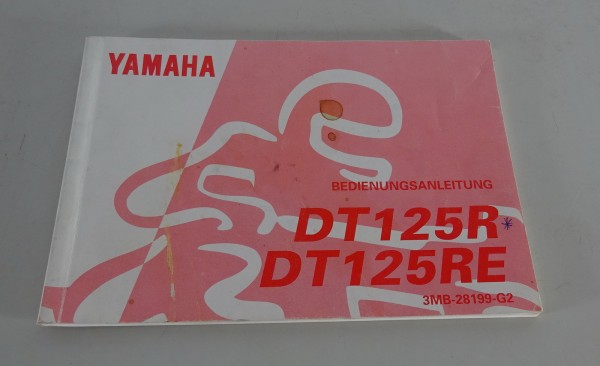 YAMAHA
BEDIENUNGSANLEITUNG
DT125R*
DT125RE
3MB-28199-G2